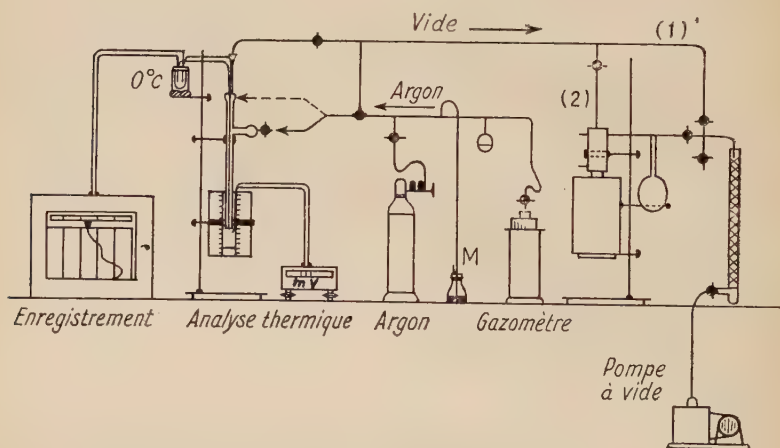 Vide
(1)
0°c
Argon
(2)
M
mV
Enregistrement
Analyse thermique
Argon
Gazomètre
Pompe
à vide